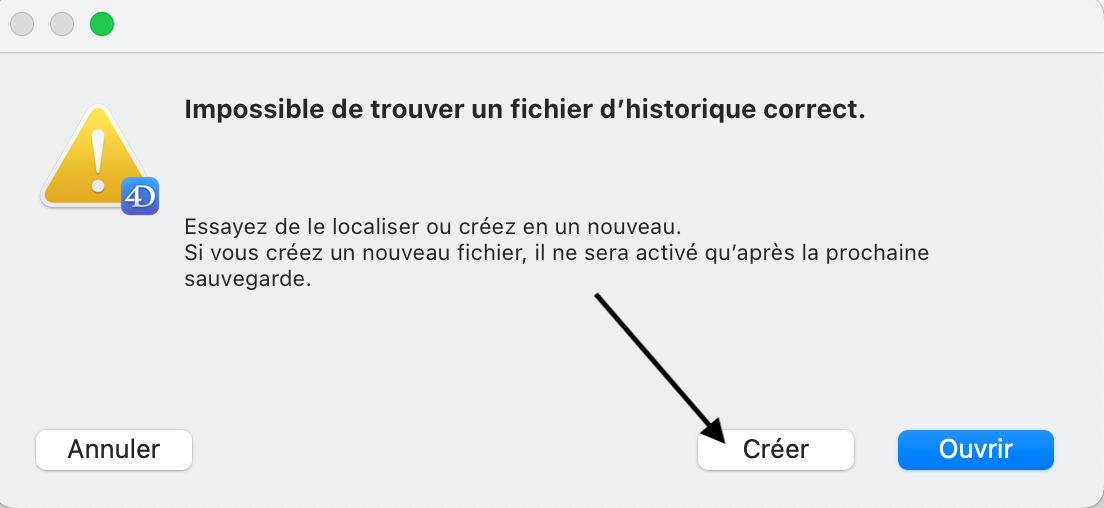 Impossible de trouver un fichier d’historique correct.
4D
Essayez de le localiser ou créez en un nouveau.
Si vous créez un nouveau fichier, il ne sera activé qu’après la prochaine
sauvegarde.
Annuler
Créer
Ouvrir